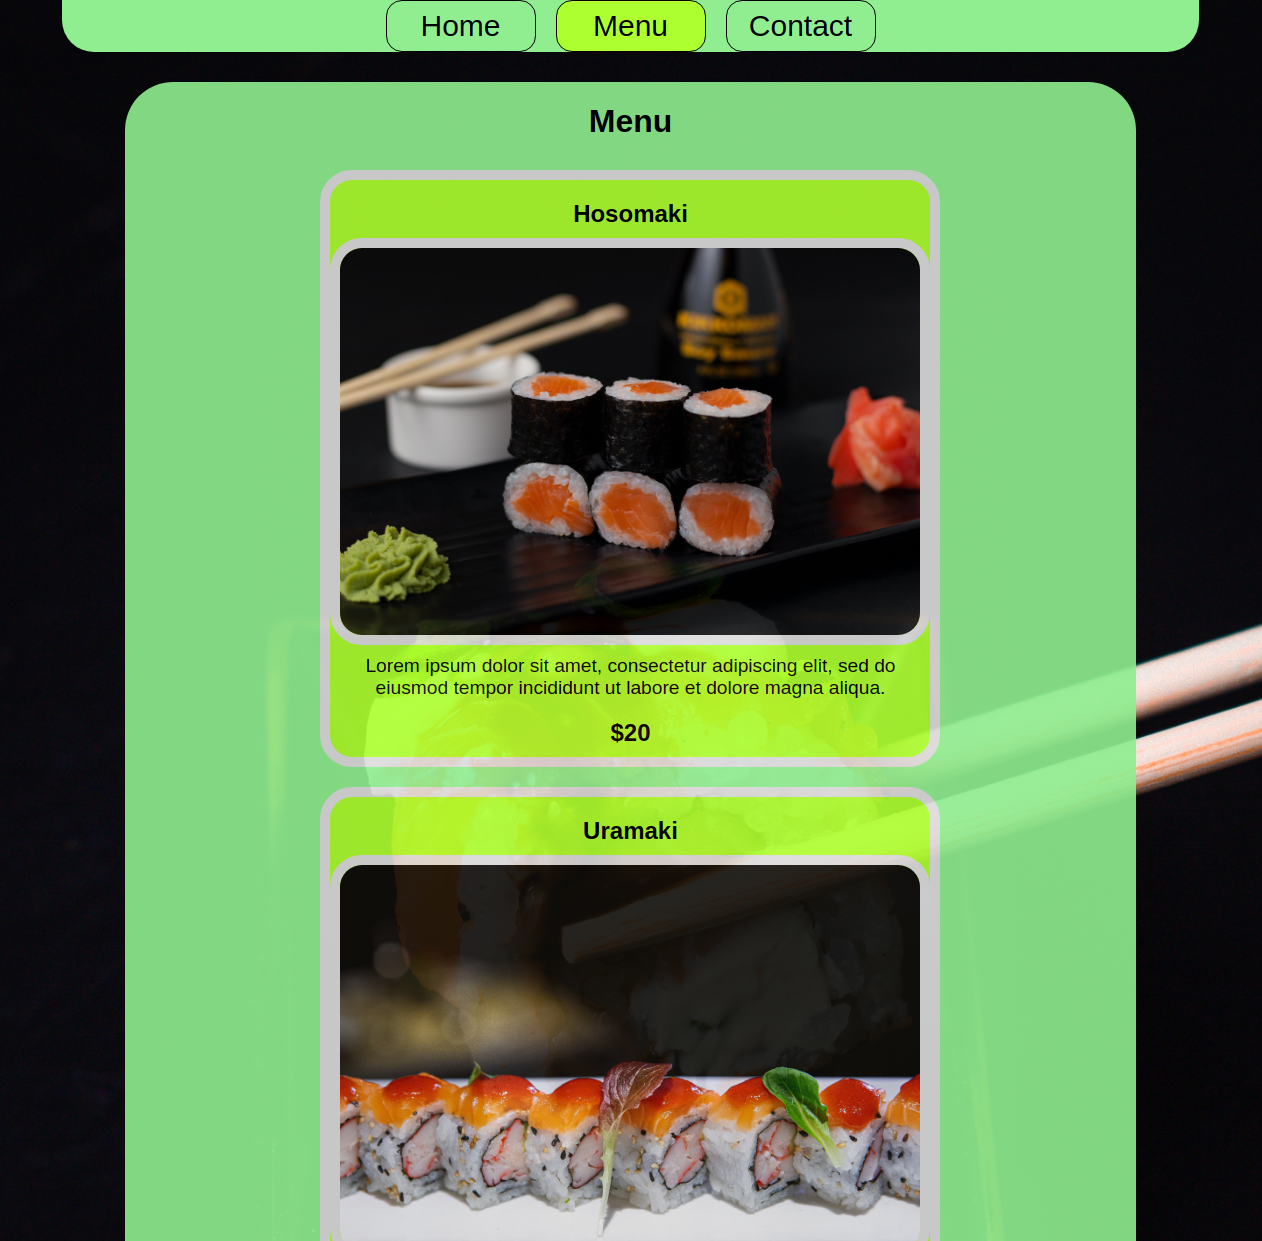 Home
Menu
Contact
Menu
Hosomaki
Lorem ipsum dolor sit amet, consectetur adipiscing elit, sed do
eiusmod tempor incididunt ut labore et dolore magna aliqua.
$20
Uramaki